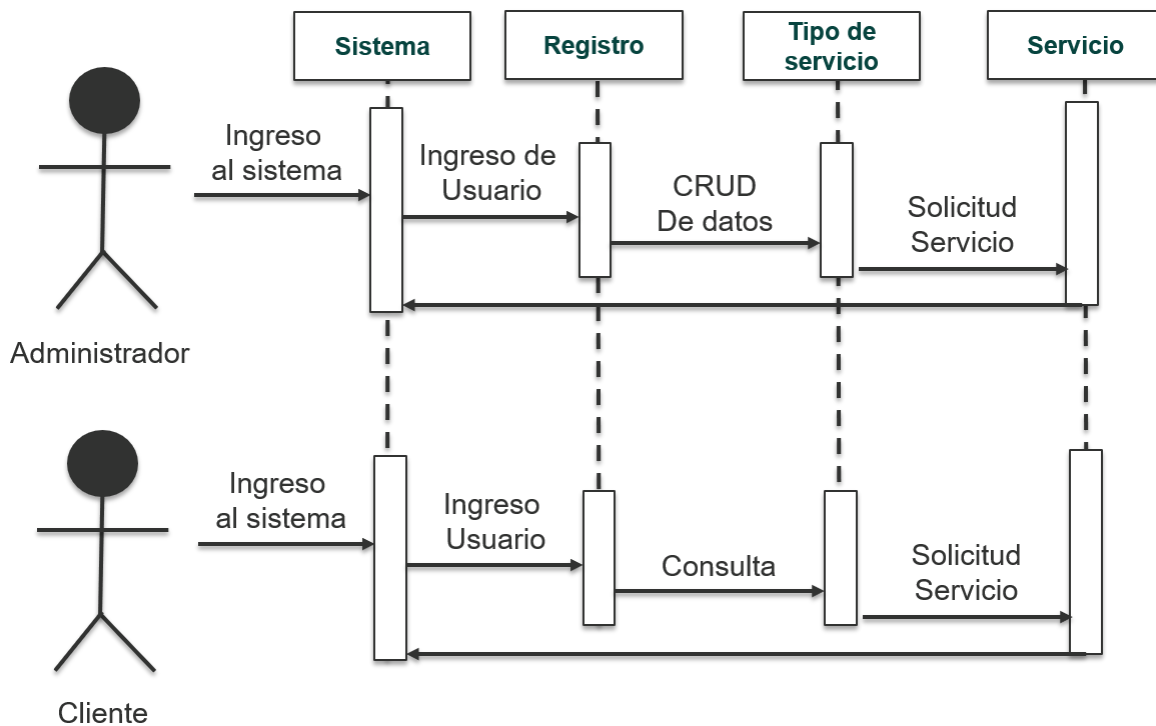 Sistema
Registro
Tipo de
servicio
Servicio
Ingreso
al sistema
Ingreso de
Usuario
CRUD
De datos
Solicitud
Servicio
Administrador
Ingreso
al sistema
Ingreso
Usuario
Consulta
Solicitud
Servicio
Cliente